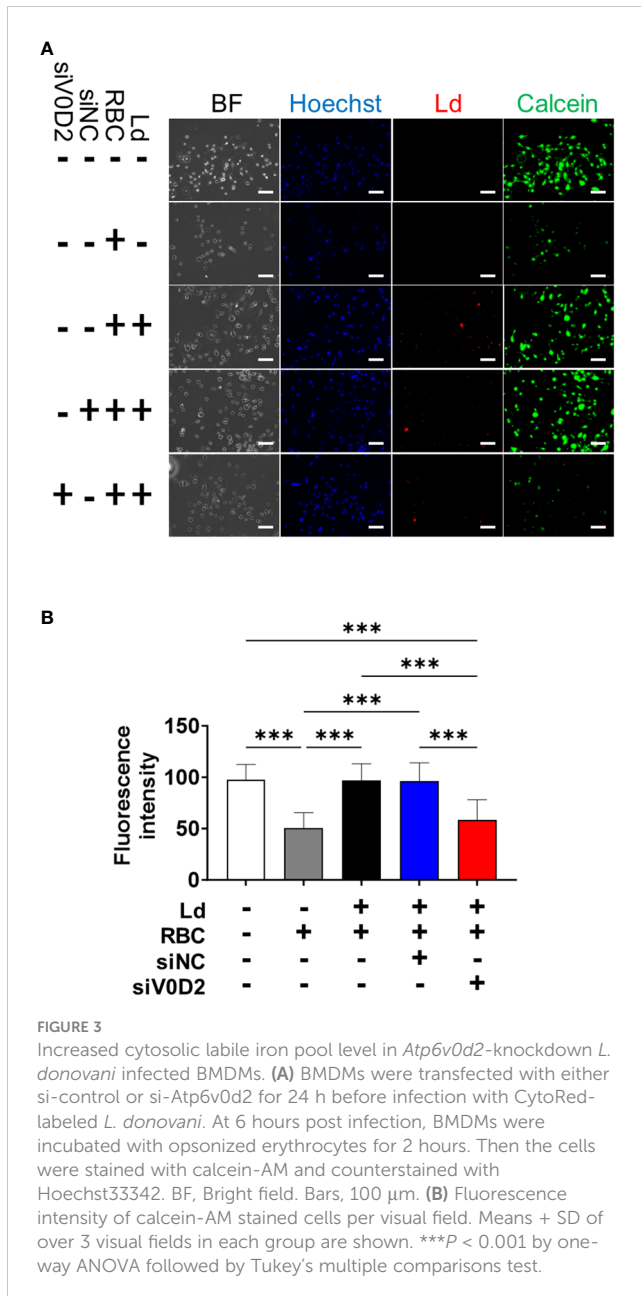 A
siV0D2 siNC RBC Ld
BF Hoechst Ld Calcein
- - - -
- - + -
- - + +
- + + +
+ - + +
B
***
***
***
*** *** ***
Fluorescence
intensity
150
100
50
0
Ld - - + + +
RBC - + + + +
siNC - - - + -
siV0D2 - - - - +
FIGURE 3
Increased cytosolic labile iron pool level in Atp6v0d2-knockdown L.
donovani infected BMDMs. (A) BMDMs were transfected with either
si-control or si-Atp6v0d2 for 24 h before infection with CytoRed-
labeled L. donovani. At 6 hours post infection, BMDMs were
incubated with opsonized erythrocytes for 2 hours. Then the cells
were stained with calcein-AM and counterstained with
Hoechst33342. BF, Bright field. Bars, 100 μm. (B) Fluorescence
intensity of calcein-AM stained cells per visual field. Means + SD of
over 3 visual fields in each group are shown. ***P < 0.001 by one-
way ANOVA followed by Tukey's multiple comparisons test.